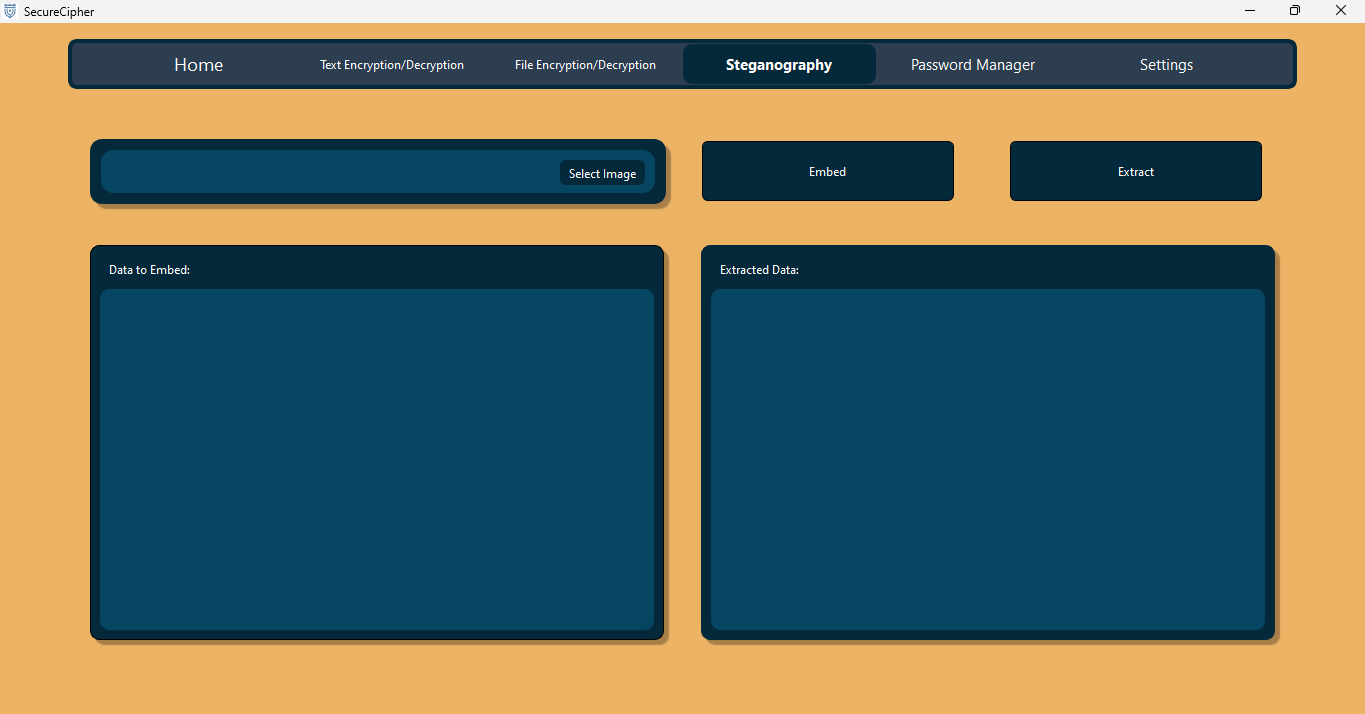 SecureCipher
Home Text Encryption/Decryption File Encryption/Decryption Steganography Password Manager Settings
Select Image Embed Extract
Data to Embed: Extracted Data: